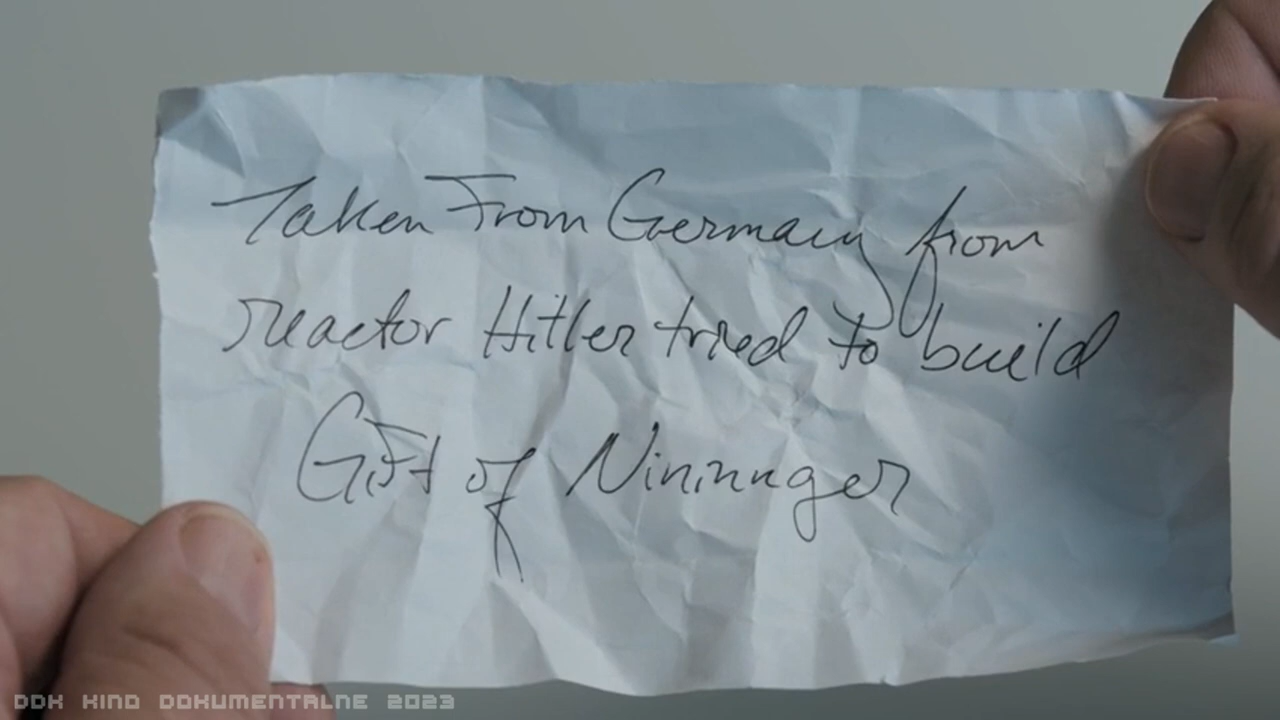 Taken From Germany from
reactor Hitler tried to build
Gift of Nininger
DDK KINO DOKUMENTALNE 2023